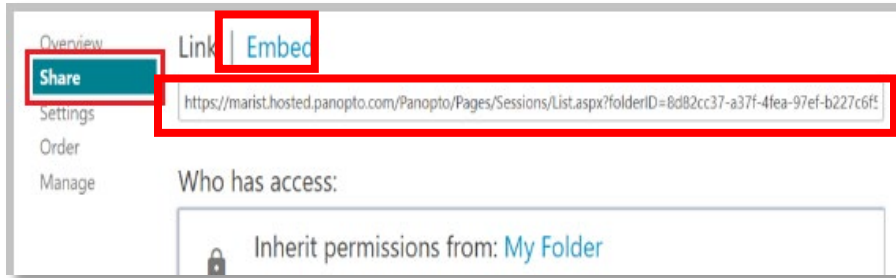 Overview
Share
Settings
Order
Manage
Link | Embed
https://marist.hosted.panopto.com/Panopto/Pages/Sessions/List.aspx?folderID=8d82cc37-a37f-4fea-97ef-b227c6f5
Who has access:
Inherit permissions from: My Folder